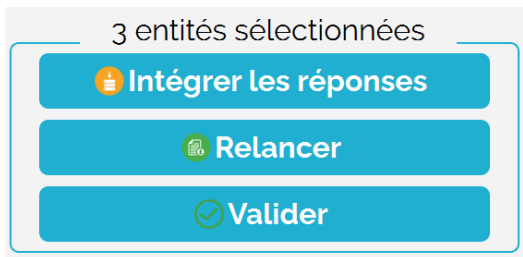 3 entités sélectionnées
Intégrer les réponses
Relancer
Valider